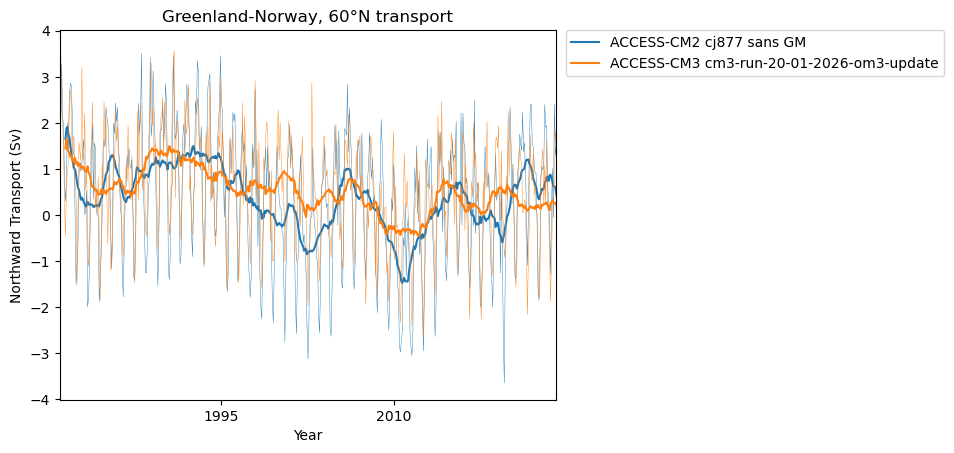 Greenland-Norway, 60°N transport
4
3
2
1
0
−1
−2
−3
−4
Northward Transport (Sv)
1995
2010
Year
ACCESS-CM2 cj877 sans GM
ACCESS-CM3 cm3-run-20-01-2026-om3-update